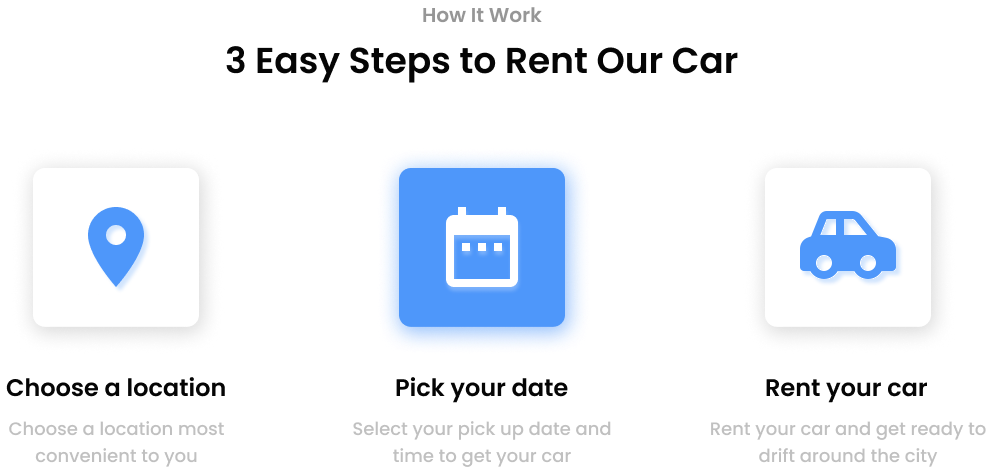 How It Work
3 Easy Steps to Rent Our Car
Choose a location
Choose a location most
convenient to you
Pick your date
Select your pick up date and
time to get your car
Rent your car
Rent your car and get ready to
drift around the city